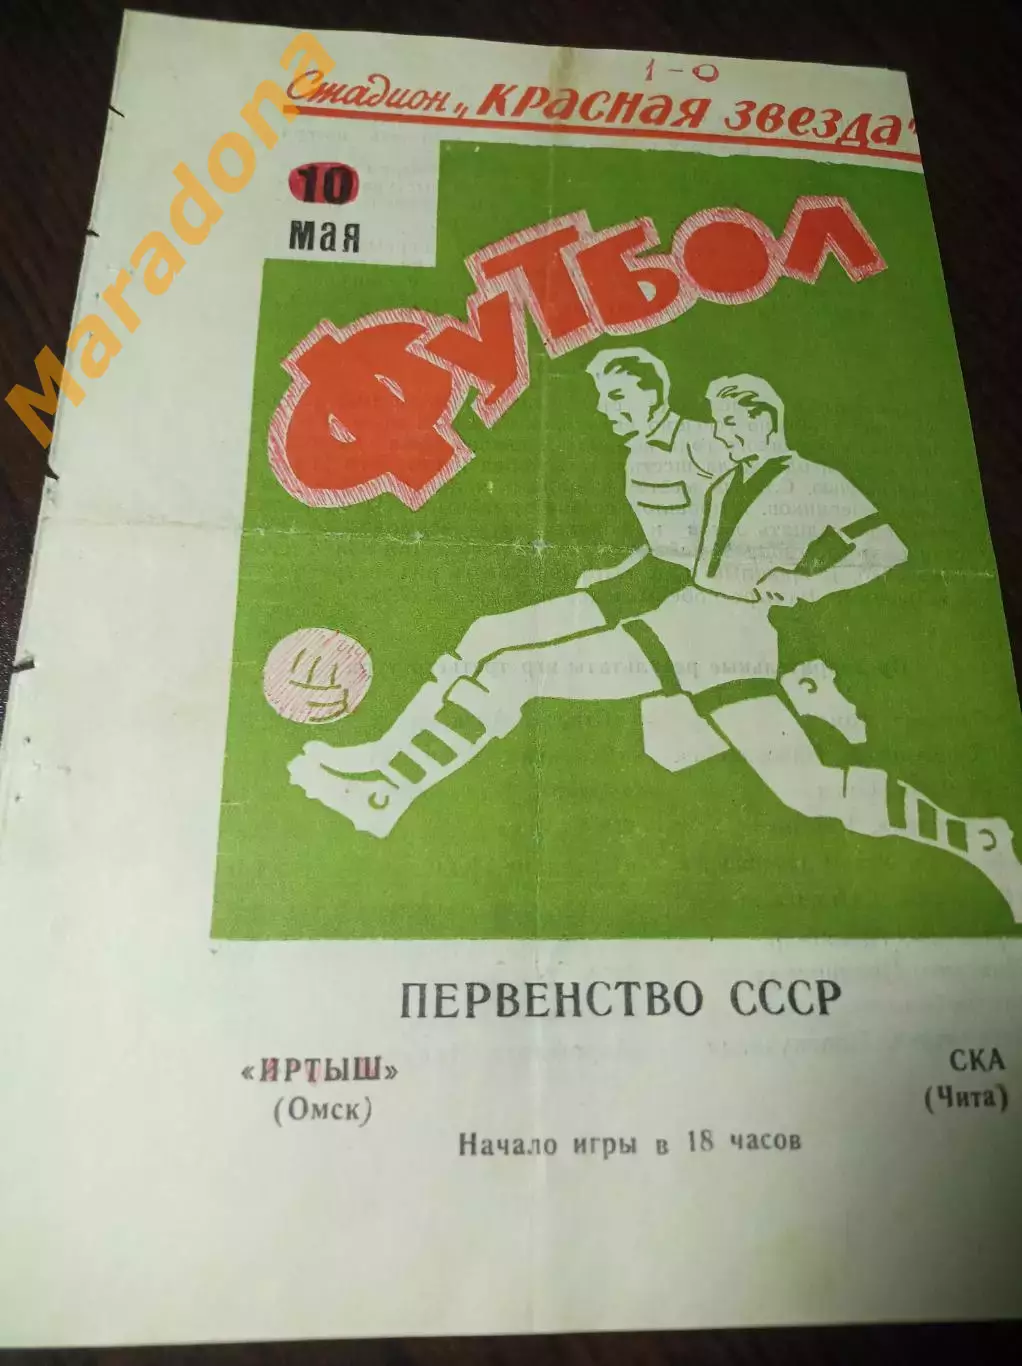 1-0
Стадион „КРАСНАЯ ЗВЕЗДА"
10
МАЯ
ФУТБОЛ
ПЕРВЕНСТВО СССР
«ИРТЫШ»
(Омск)
СКА
(Чита)
Начало игры в 18 часов
Maradona